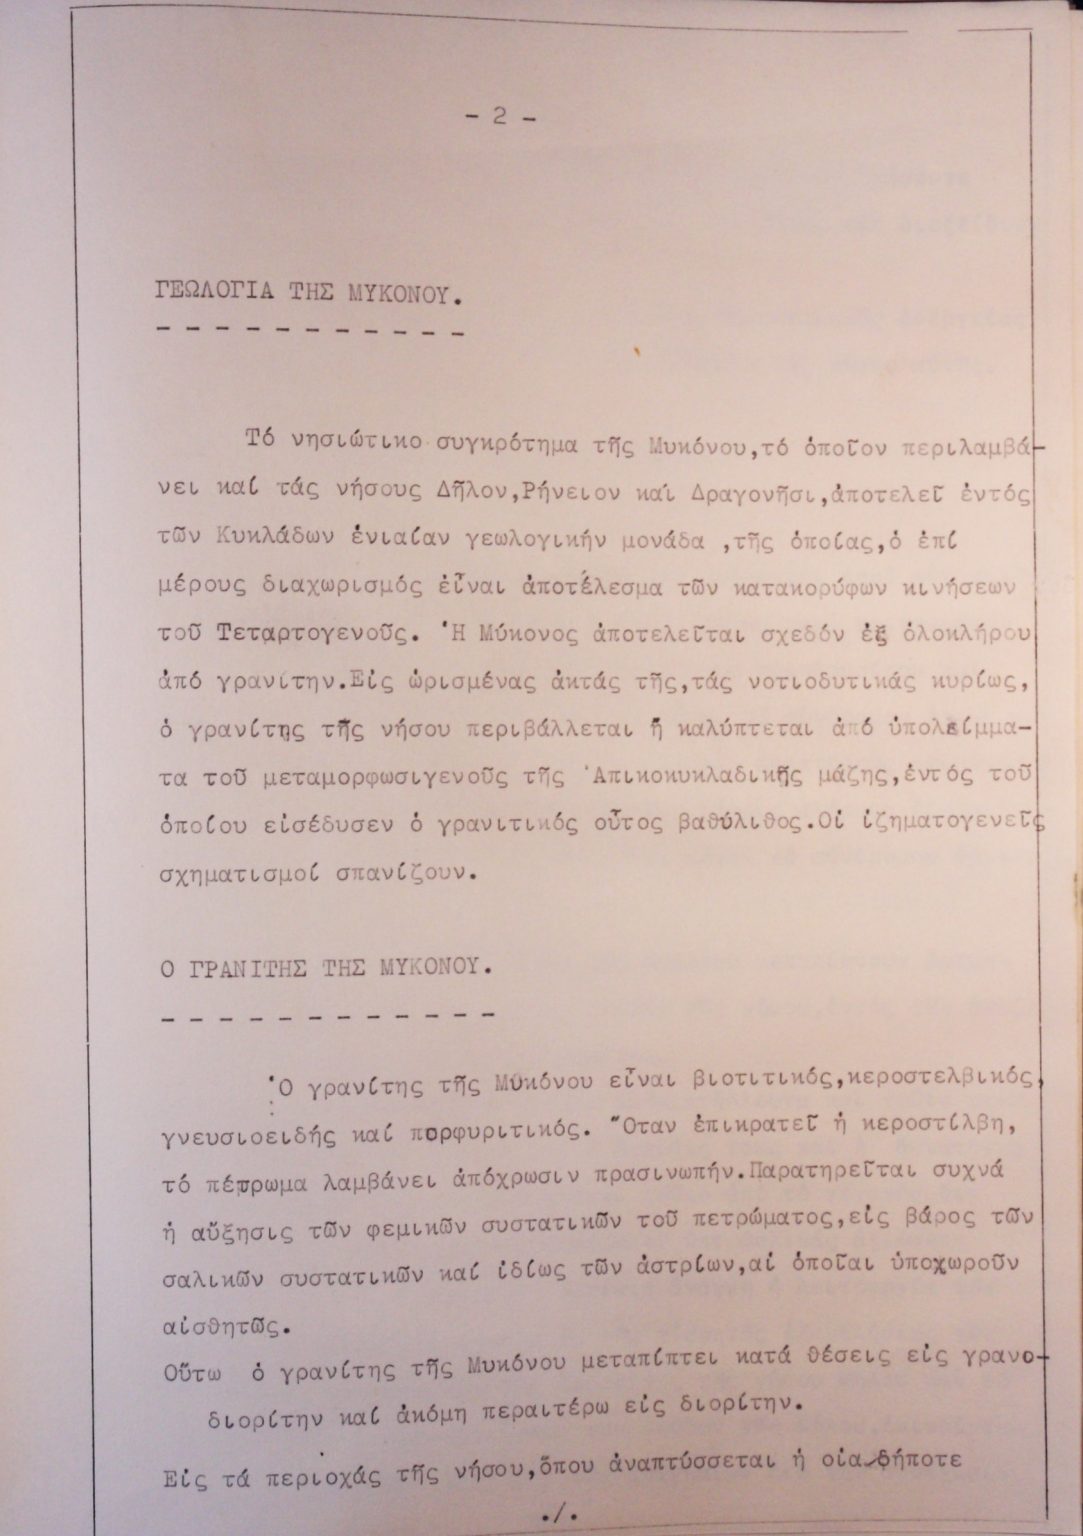 - 2 -
ΓΕΩΛΟΓΙΑ ΤΗΣ ΜΥΚΟΝΟΥ.
Τό νησιώτικο συγκρότημα τῆς Μυκόνου,τό ὁποῖον περιλαμβά-
νει καί τάς νήσους Δῆλον,Ρήνειον καί Δραγονῆσι,ἀποτελεῖ ἐντός
τῶν Κυκλάδων ἑνιαίαν γεωλογικήν μονάδα ,τῆς ὁποίας,ὁ ἐπί
μέρους διαχωρισμός εἶναι ἀποτέλεσμα τῶν κατακορύφων κινήσεων
τοῦ Τεταρτογενοῦς. Ἡ Μύκονος ἀποτελεῖται σχεδόν ἐξ ὁλοκλήρου
ἀπό γρανίτην.Εἰς ὡρισμένας ἀκτάς τῆς,τάς νοτιοδυτικάς κυρίως,
ὁ γρανίτης τῆς νήσου περιβάλλεται ἤ καλύπτεται ἀπό ὑπολείμμα-
τα τοῦ μεταμορφωσιγενοῦς τῆς Ἀπικοκυκλαδικῆς μάζης,ἐντός τοῦ
ὁποίου εἰσέδυσεν ὁ γρανιτικός οὗτος βαθύλιθος.Οἱ ἰζηματογενεῖς
σχηματισμοί σπανίζουν.
Ο ΓΡΑΝΙΤΗΣ ΤΗΣ ΜΥΚΟΝΟΥ.
Ὁ γρανίτης τῆς Μυκόνου εἶναι βιοτιτικός,κεροστελβικός,
γνευσιοειδής καί πορφυριτικός. Ὅταν ἐπικρατεῖ ἡ κεροστίλβη,
τό πέτρωμα λαμβάνει ἀπόχρωσιν πρασινωπήν.Παρατηρεῖται συχνά
ἡ αὔξησις τῶν φεμικῶν συστατικῶν τοῦ πετρώματος,εἰς βάρος τῶν
σαλικῶν συστατικῶν καί ἰδίως τῶν ἀστρίων,αἱ ὁποῖαι ὑποχωροῦν
αἰσθητῶς.
Οὕτω ὁ γρανίτης τῆς Μυκόνου μεταπίπτει κατά θέσεις εἰς γρανο-
διορίτην καί ἀκόμη περαιτέρω εἰς διορίτην.
Εἰς τά περιοχάς τῆς νήσου,ὅπου ἀναπτύσσεται ἡ οἱαδήποτε
./.